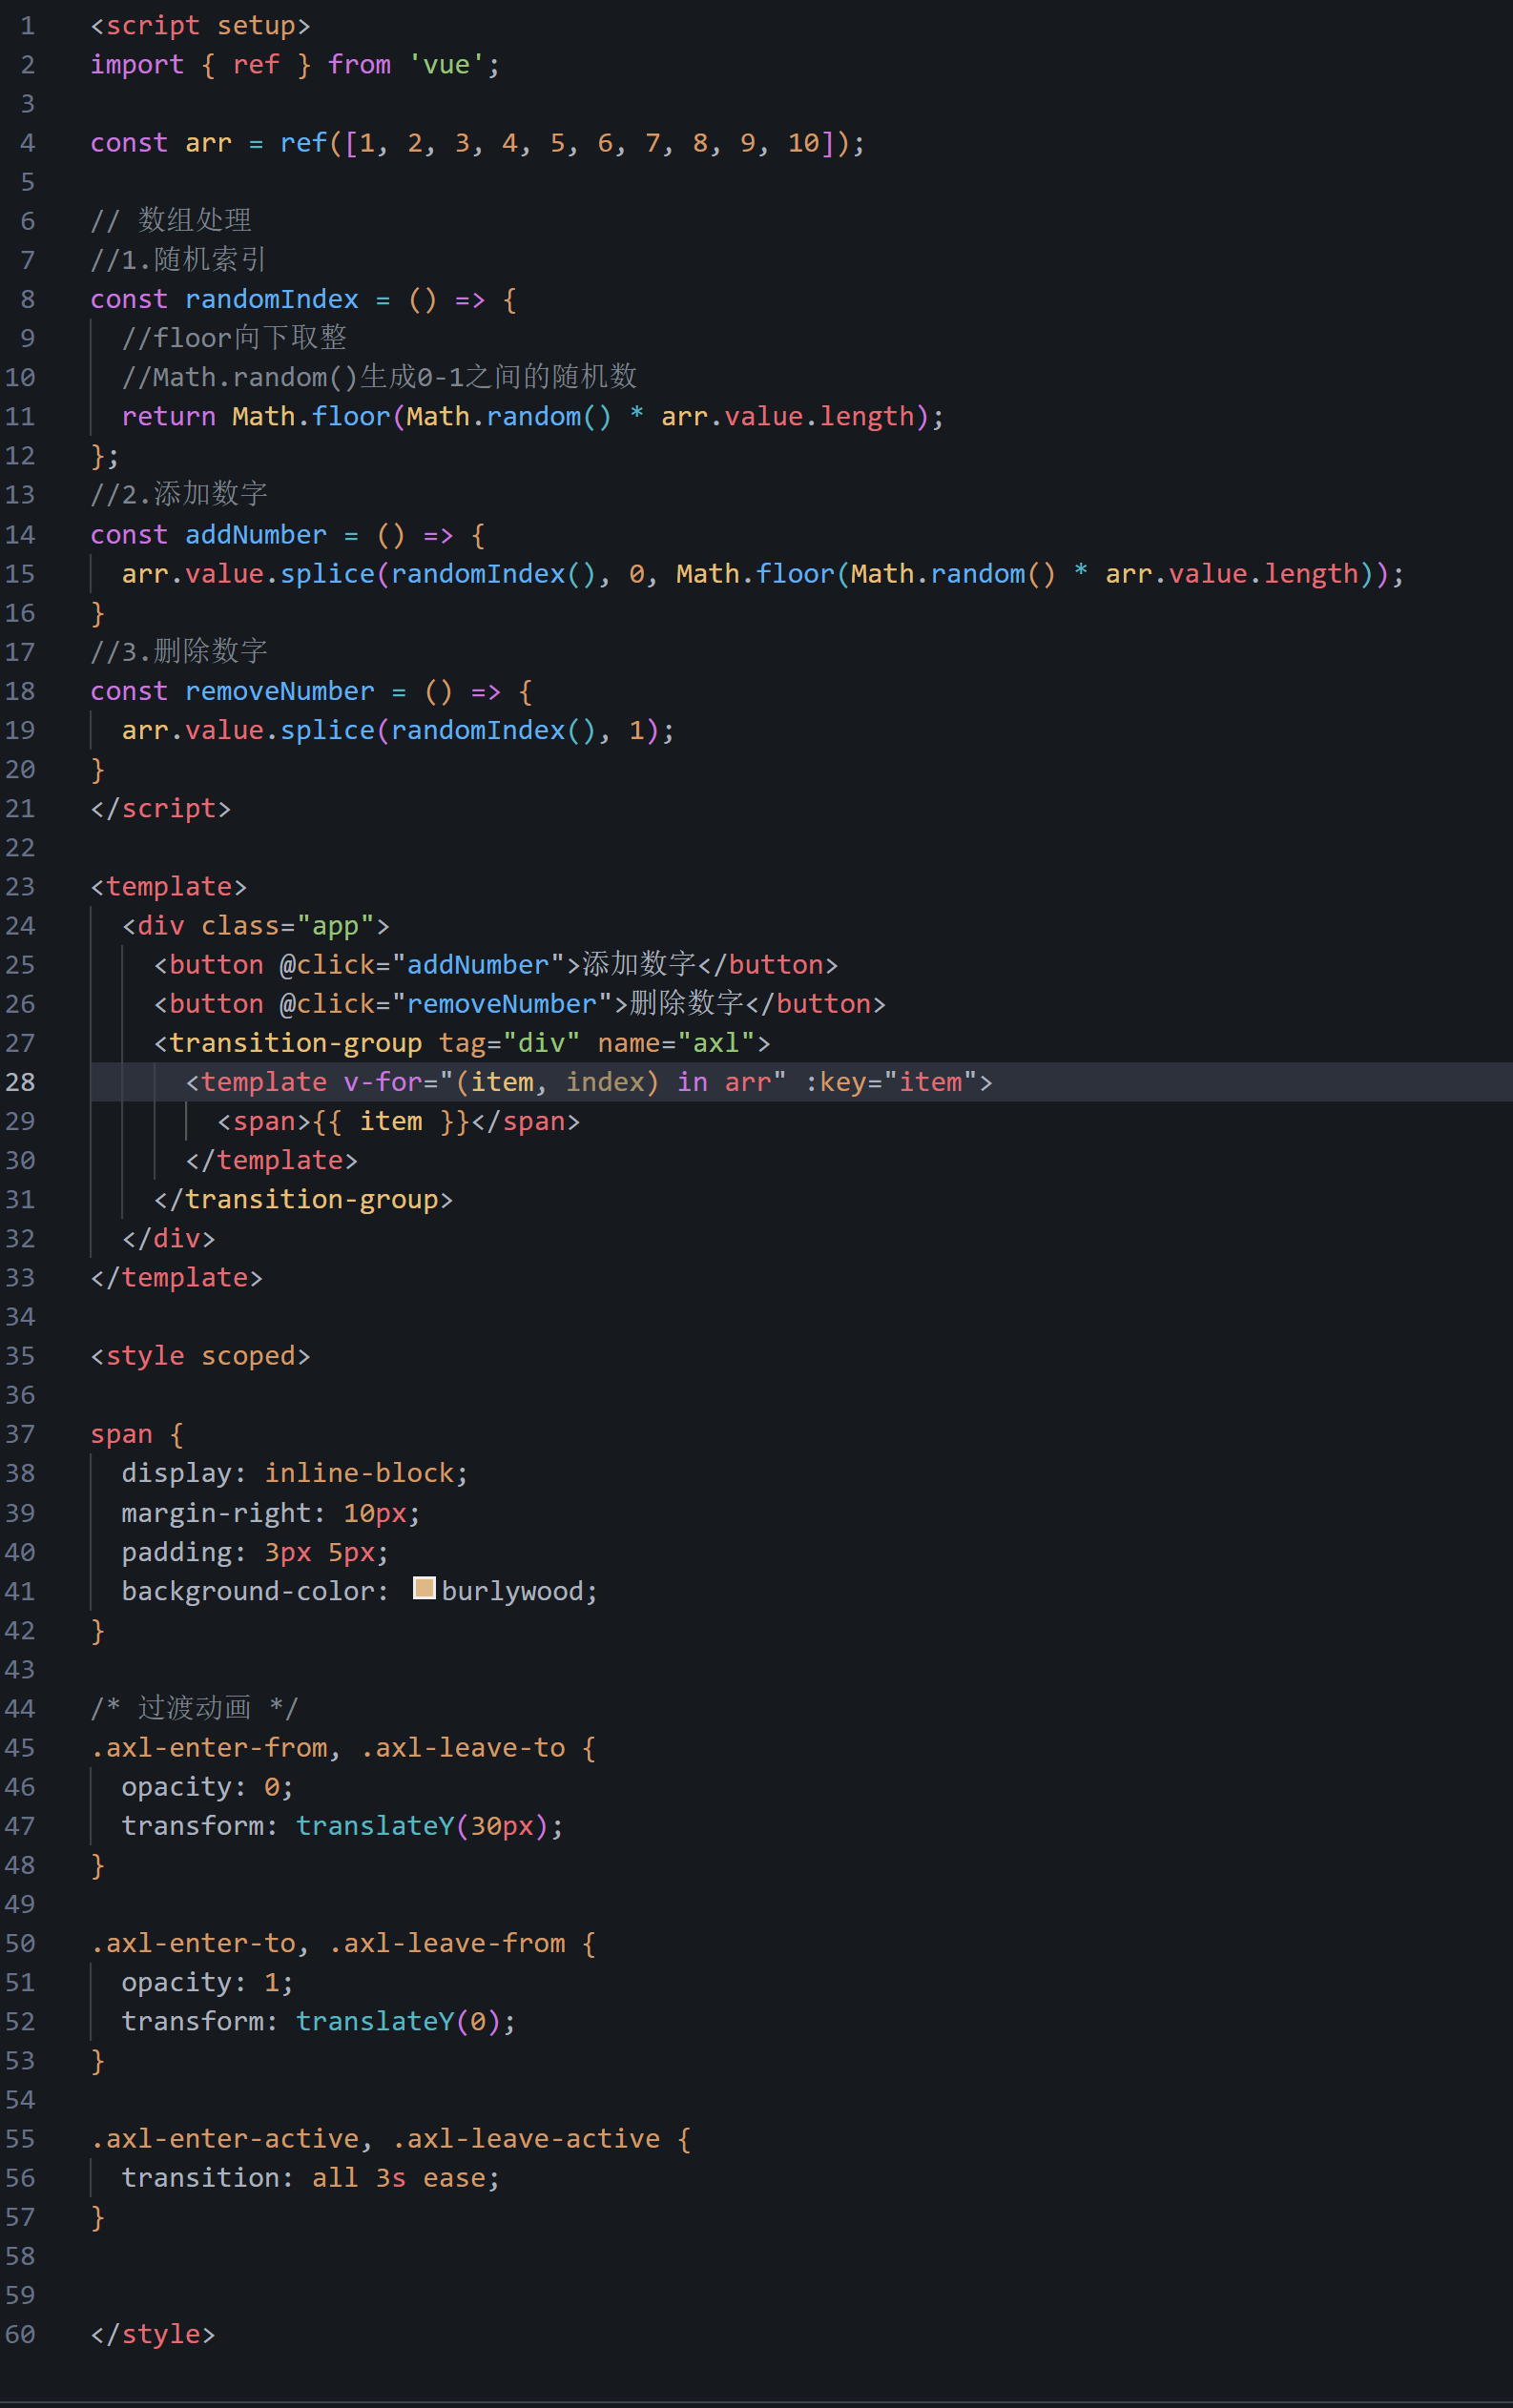 1 <script setup>
2 import { ref } from 'vue';
3
4 const arr = ref([1, 2, 3, 4, 5, 6, 7, 8, 9, 10]);
5
6 // 数组处理
7 //1.随机索引
8 const randomIndex = () => {
9   //floor向下取整
10   //Math.random()生成0-1之间的随机数
11   return Math.floor(Math.random() * arr.value.length);
12 };
13 //2.添加数字
14 const addNumber = () => {
15   arr.value.splice(randomIndex(), 0, Math.floor(Math.random() * arr.value.length));
16 }
17 //3.删除数字
18 const removeNumber = () => {
19   arr.value.splice(randomIndex(), 1);
20 }
21 </script>
22
23 <template>
24   <div class="app">
25     <button @click="addNumber">添加数字</button>
26     <button @click="removeNumber">删除数字</button>
27     <transition-group tag="div" name="axl">
28       <template v-for="(item, index) in arr" :key="item">
29         <span>{{ item }}</span>
30       </template>
31     </transition-group>
32   </div>
33 </template>
34
35 <style scoped>
36
37 span {
38   display: inline-block;
39   margin-right: 10px;
40   padding: 3px 5px;
41   background-color: burlywood;
42 }
43
44 /* 过渡动画 */
45 .axl-enter-from, .axl-leave-to {
46   opacity: 0;
47   transform: translateY(30px);
48 }
49
50 .axl-enter-to, .axl-leave-from {
51   opacity: 1;
52   transform: translateY(0);
53 }
54
55 .axl-enter-active, .axl-leave-active {
56   transition: all 3s ease;
57 }
58
59
60 </style>